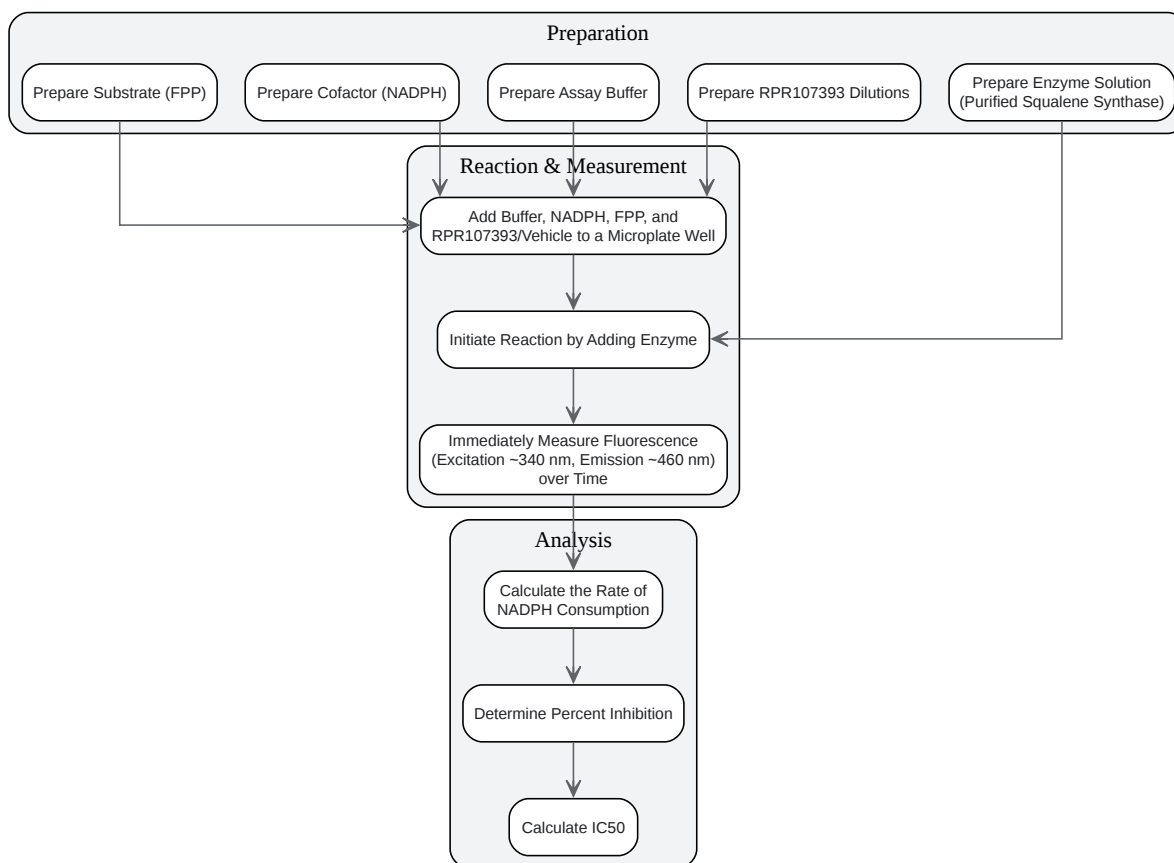 Preparation
Prepare Substrate (FPP)
Prepare Cofactor (NADPH)
Prepare Assay Buffer
Prepare RPR107393 Dilutions
Prepare Enzyme Solution
(Purified Squalene Synthase)
Reaction & Measurement
Add Buffer, NADPH, FPP, and
RPR107393/Vehicle to a Microplate Well
Initiate Reaction by Adding Enzyme
Immediately Measure Fluorescence
(Excitation ~340 nm, Emission ~460 nm)
over Time
Analysis
Calculate the Rate of
NADPH Consumption
Determine Percent Inhibition
Calculate IC50